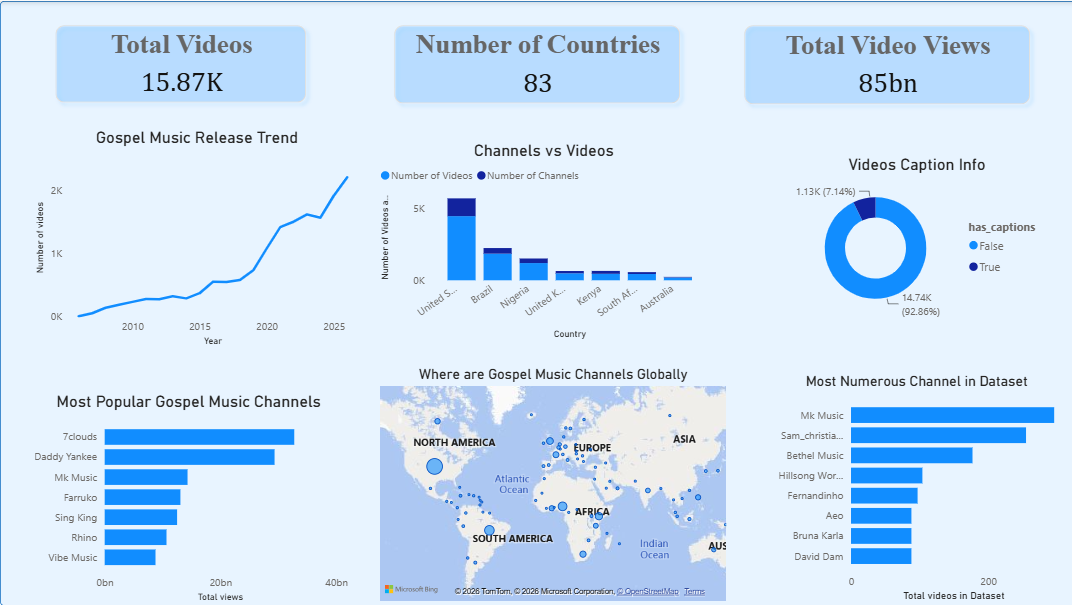 Total Videos
15.87K
Number of Countries
83
Total Video Views
85bn
Gospel Music Release Trend
Number of videos
2K
1K
0K
2010
2015
2020
2025
Year
Channels vs Videos
Number of Videos
Number of Channels
Number of Videos a...
5K
0K
United S...
Brazil
Nigeria
United K...
Kenya
South Af...
Australia
Country
Videos Caption Info
1.13K (7.14%)
14.74K
(92.86%)
has_captions
False
True
Most Popular Gospel Music Channels
7clouds
Daddy Yankee
Mk Music
Farruko
Sing King
Rhino
Vibe Music
0bn
20bn
40bn
Total views
Where are Gospel Music Channels Globally
NORTH AMERICA
EUROPE
ASIA
Atlantic
Ocean
AFRICA
SOUTH AMERICA
Indian
Ocean
AUS
Microsoft Bing
© 2026 TomTom, © 2026 Microsoft Corporation, © OpenStreetMap Terms
Most Numerous Channel in Dataset
Mk Music
Sam_christia...
Bethel Music
Hillsong Wor...
Fernandinho
Aeo
Bruna Karla
David Dam
0
200
Total videos in Dataset